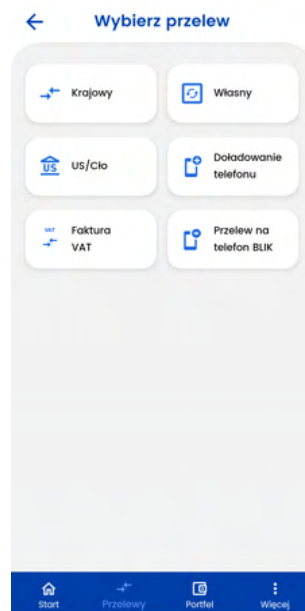 Wybierz przelew
Krajowy
Własny
US
US/Cło
Doładowanie
telefonu
VAT
Faktura
VAT
Przelew na
telefon BLIK
Start
Przelewy
Portfel
Więcej